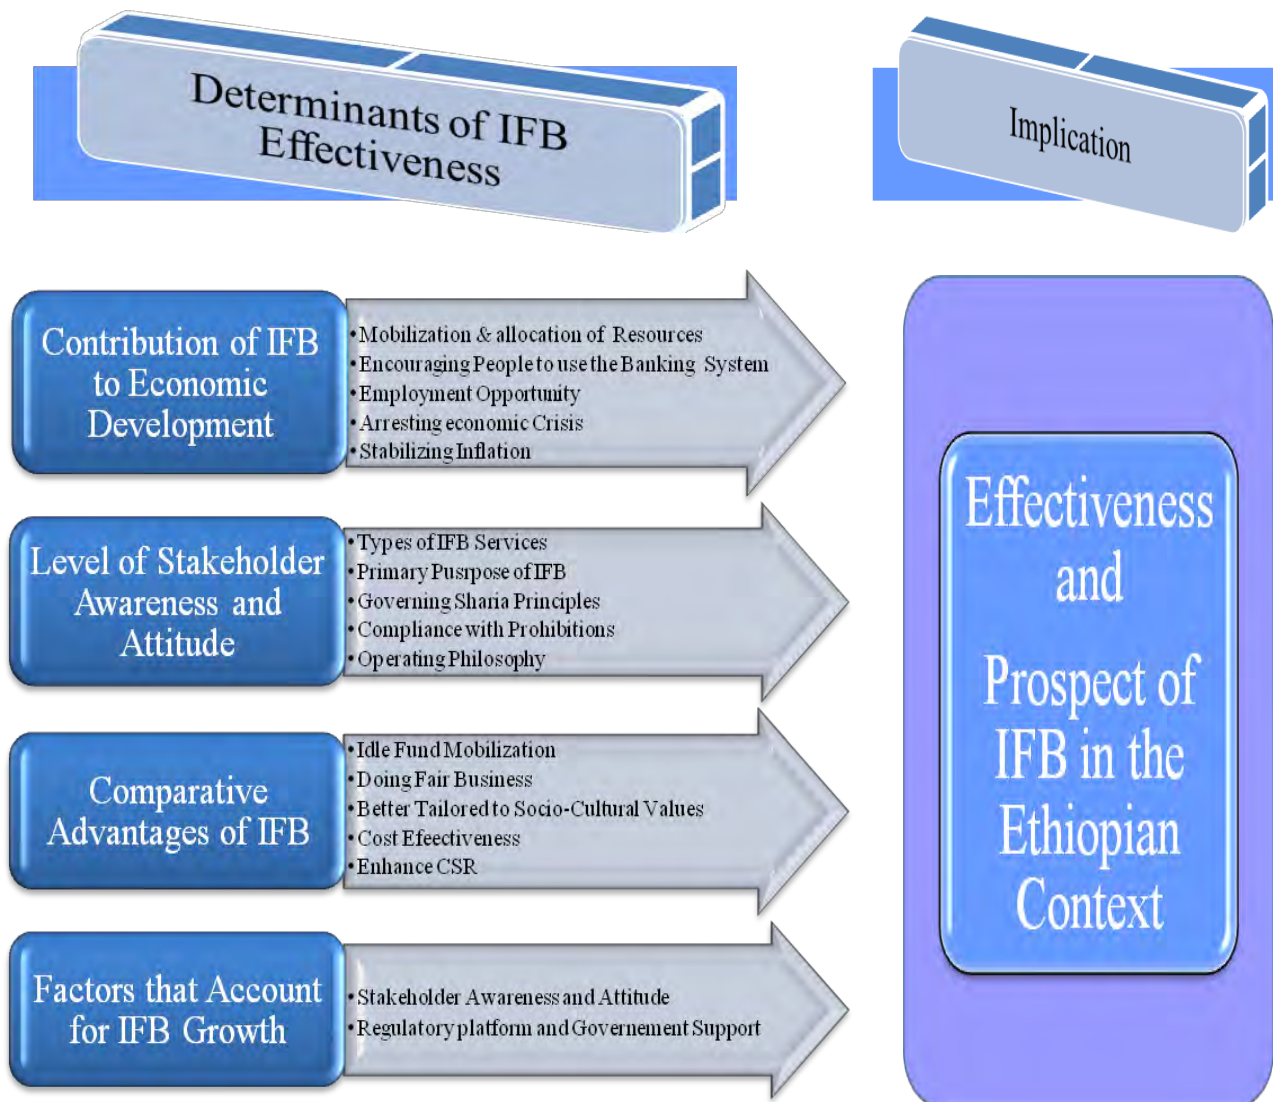 Determinants of IFB
Effectiveness
Implication
Contribution of IFB
to Economic
Development
• Mobilization & allocation of Resources
• Encouraging People to use the Banking System
• Employment Opportunity
• Arresting economic Crisis
• Stabilizing Inflation
Level of Stakeholder
Awareness and
Attitude
• Types of IFB Services
• Primary Pusrpose of IFB
• Governing Sharia Principles
• Compliance with Prohibitions
• Operating Philosophy
Comparative
Advantages of IFB
• Idle Fund Mobilization
• Doing Fair Business
• Better Tailored to Socio-Cultural Values
• Cost Efeectiveness
• Enhance CSR
Factors that Account
for IFB Growth
• Stakeholder Awareness and Attitude
• Regulatory platform and Governement Support
Effectiveness
and
Prospect of
IFB in the
Ethiopian
Context